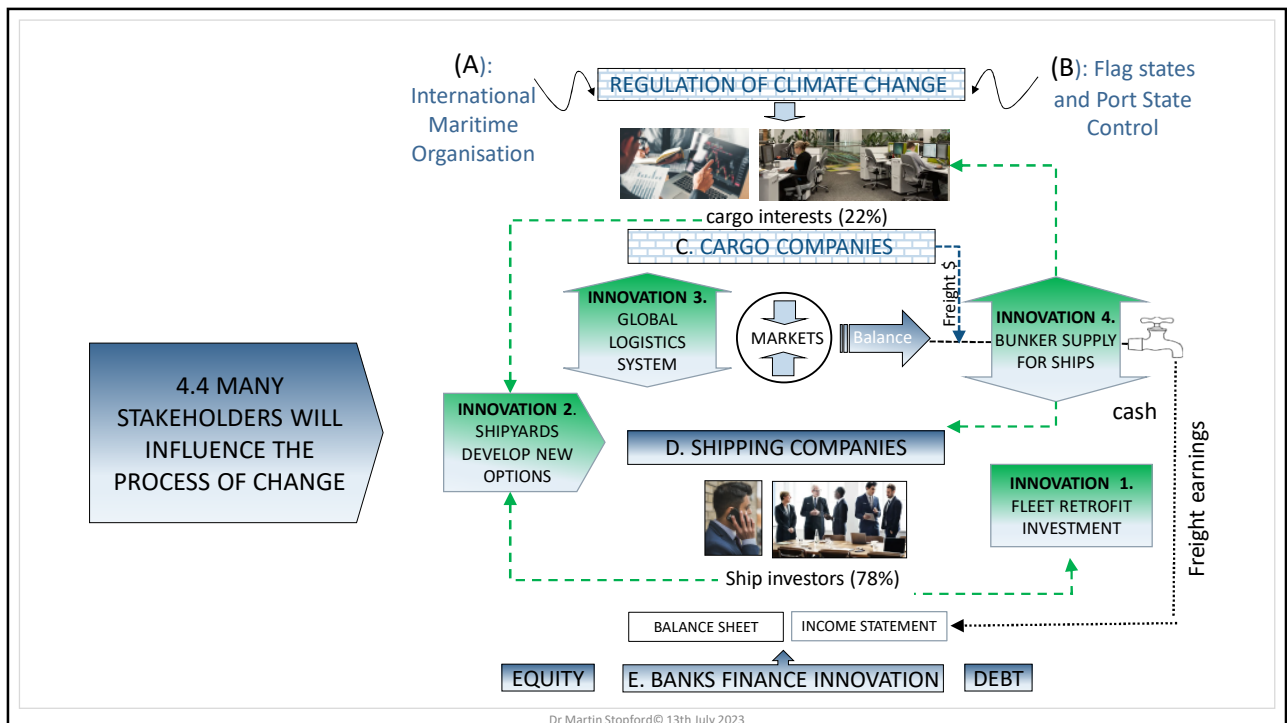 (A):
International
Maritime
Organisation
REGULATION OF CLIMATE CHANGE
(B): Flag states
and Port State
Control
cargo interests (22%)
C. CARGO COMPANIES
Freight $
INNOVATION 3.
GLOBAL
LOGISTICS
SYSTEM
MARKETS
Balance
INNOVATION 4.
BUNKER SUPPLY
FOR SHIPS
4.4 MANY
STAKEHOLDERS WILL
INFLUENCE THE
PROCESS OF CHANGE
INNOVATION 2.
SHIPYARDS
DEVELOP NEW
OPTIONS
cash
D. SHIPPING COMPANIES
INNOVATION 1.
FLEET RETROFIT
INVESTMENT
Freight earnings
Ship investors (78%)
BALANCE SHEET
INCOME STATEMENT
EQUITY
E. BANKS FINANCE INNOVATION
DEBT
Dr Martin Stopford© 13th July 2023